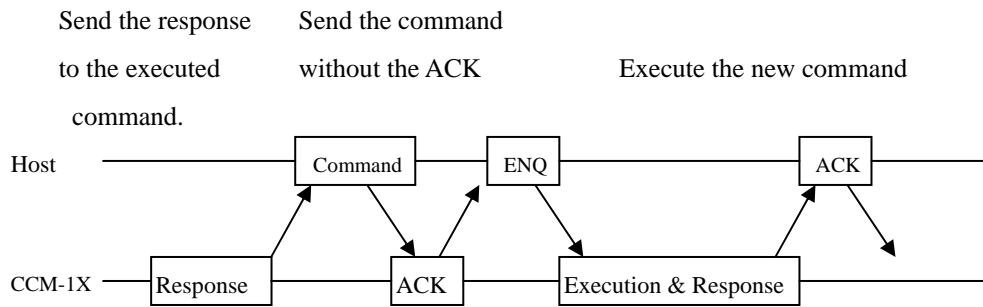 Send the response
to the executed
command.
Send the command
without the ACK
Execute the new command
Host
Command
ENQ
ACK
CCM-1X
Response
ACK
Execution & Response